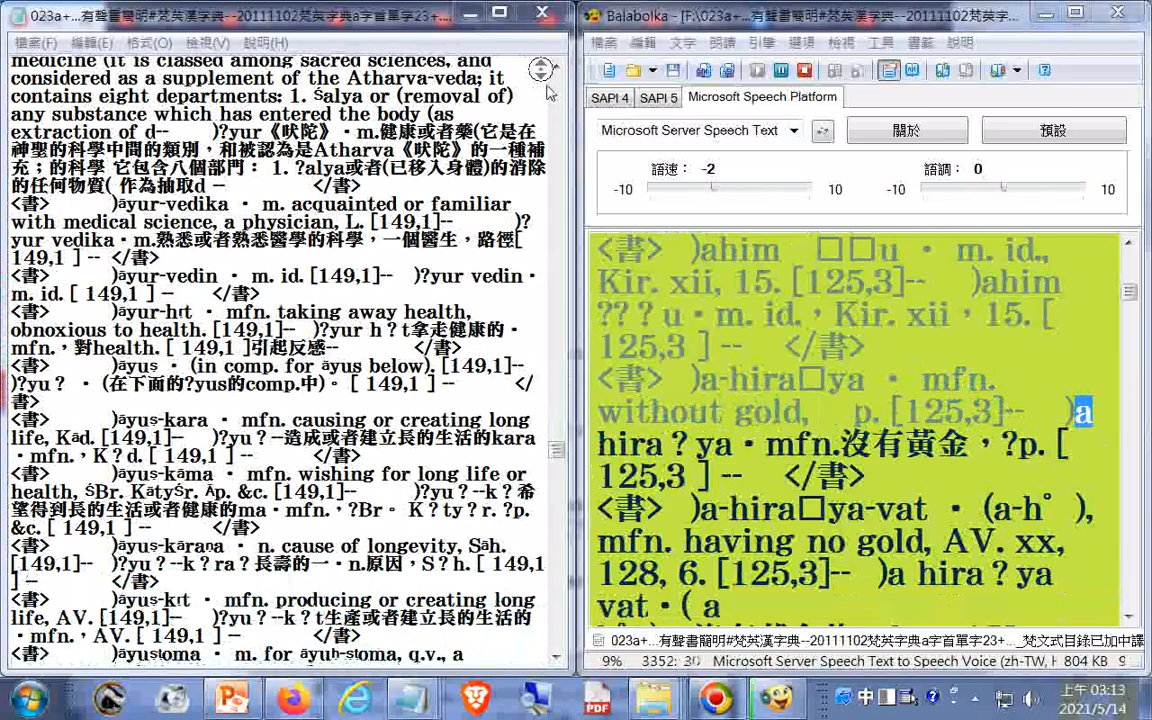 023a+...有聲書簡明#梵英漢字典--20111102梵英字典a字首單字23+...
檔案(F) 編輯(E) 格式(O) 檢視(V) 說明(H)
medicine (it is classed among sacred sciences, and
considered as a supplement of the Atharva-veda; it
contains eight departments: 1. Śalya or (removal of)
any substance which has entered the body (as
extraction of d-- )?yur《吠陀》‧m.健康或者藥(它是在
神聖的科學中間的類別，和被認為是Atharva《吠陀》的一種補
充；的科學 它包含八個部門： 1. ?alya或者(已移入身體)的消除
的任何物質( 作為抽取d -- </書>
<書> )āyur-vedika ‧ m. acquainted or familiar
with medical science, a physician, L. [149,1]-- )?
yur vedika‧m.熟悉或者熟悉醫學的科學，一個醫生，路徑[
149,1 ] -- </書>
<書> )āyur-vedin ‧ m. id. [149,1]-- )?yur vedin‧
m. id. [ 149,1 ] -- </書>
<書> )āyur-hṛt ‧ mfn. taking away health,
obnoxious to health. [149,1]-- )?yur h？t拿走健康的‧
mfn.，對health. [ 149,1 ]引起反感-- </書>
<書> )āyuṣ ‧ (in comp. for āyus below). [149,1]--
)?yu？ ‧ (在下面的?yus的comp.中)。 [ 149,1 ] -- </
書>
<書> )āyuṣ-kara ‧ mfn. causing or creating long
life, Kād. [149,1]-- )?yu？--造成或者建立長的生活的kara
‧mfn.，K？d. [ 149,1 ] -- </書>
<書> )āyuṣ-kāma ‧ mfn. wishing for long life or
health, ŚBr. KātyŚr. Āp. &c. [149,1]-- )?yu？--k？希
望得到長的生活或者健康的ma‧mfn.，?Br。 K？ty？r. ?p.
&c. [ 149,1 ] -- </書>
<書> )āyuṣ-kāraṇa ‧ n. cause of longevity, Sāh.
[149,1]-- )?yu？--k？ra？長壽的一‧n.原因，S？h. [ 149,1
] -- </書>
<書> )āyuṣ-kṛt ‧ mfn. producing or creating long
life, AV. [149,1]-- )?yu？--k？t生產或者建立長的生活的
‧mfn.，AV. [ 149,1 ] -- </書>
<書> )āyuṣṭoma ‧ m. for āyuḥ-ṣṭoma, q.v., a
Balabolka - [F:\023a+...有聲書簡明#梵英漢字典--20111102梵英字...
檔案 編輯 文字 朗讀 引擎 選項 檢視 工具 書籤 說明
SAPI 4 SAPI 5 Microsoft Speech Platform
Microsoft Server Speech Text 關於 預設
語速： -2 語調： 0
-10 10 -10 10
<書> )ahim □□u ‧ m. id.,
Kir. xii, 15. [125,3]-- )ahim
??？u‧m. id.，Kir. xii，15. [
125,3 ] -- </書>
<書> )a-hira□ya ‧ mfn.
without gold, p. [125,3]-- )a
hira？ya‧mfn.沒有黃金，?p. [
125,3 ] -- </書>
<書> )a-hira□ya-vat ‧ (a-h° ),
mfn. having no gold, AV. xx,
128, 6. [125,3]-- )a hira？ya
vat‧( a
023a+...有聲書簡明#梵英漢字典--20111102梵英字典a字首單字23+..._梵文式目錄已加中譯
9% 3352: 30 Microsoft Server Speech Text to Speech Voice (zh-TW, H 804 KB 9
中 上午 03:13
2021/5/14